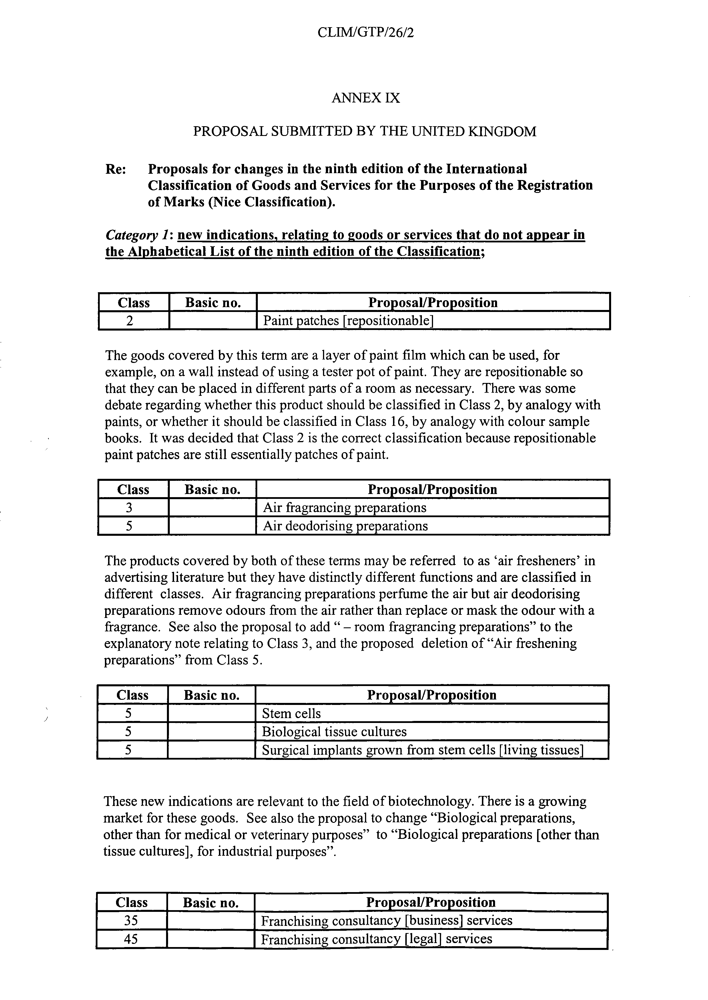 CLIM/GTP/26/2
ANNEX IX
PROPOSAL SUBMITTED BY THE UNITED KINGDOM
Re: Proposals for changes in the ninth edition of the International
Classification of Goods and Services for the Purposes of the Registration
of Marks (Nice Classification).
Category 1: new indications, relating to goods or services that do not appear in
the Alphabetical List of the ninth edition of the Classification;
Class Basic no. Proposal/Proposition
2 Paint patches [repositionable]
The goods covered by this term are a layer of paint film which can be used, for
example, on a wall instead of using a tester pot of paint. They are repositionable so
that they can be placed in different parts of a room as necessary. There was some
debate regarding whether this product should be classified in Class 2, by analogy with
paints, or whether it should be classified in Class 16, by analogy with colour sample
books. It was decided that Class 2 is the correct classification because repositionable
paint patches are still essentially patches of paint.
Class Basic no. Proposal/Proposition
3 Air fragrancing preparations
5 Air deodorising preparations
The products covered by both of these terms may be referred to as ‘air fresheners’ in
advertising literature but they have distinctly different functions and are classified in
different classes. Air fragrancing preparations perfume the air but air deodorising
preparations remove odours from the air rather than replace or mask the odour with a
fragrance. See also the proposal to add “ – room fragrancing preparations” to the
explanatory note relating to Class 3, and the proposed deletion of “Air freshening
preparations” from Class 5.
Class Basic no. Proposal/Proposition
5 Stem cells
5 Biological tissue cultures
5 Surgical implants grown from stem cells [living tissues]
These new indications are relevant to the field of biotechnology. There is a growing
market for these goods. See also the proposal to change “Biological preparations,
other than for medical or veterinary purposes” to “Biological preparations [other than
tissue cultures], for industrial purposes”.
Class Basic no. Proposal/Proposition
35 Franchising consultancy [business] services
45 Franchising consultancy [legal] services